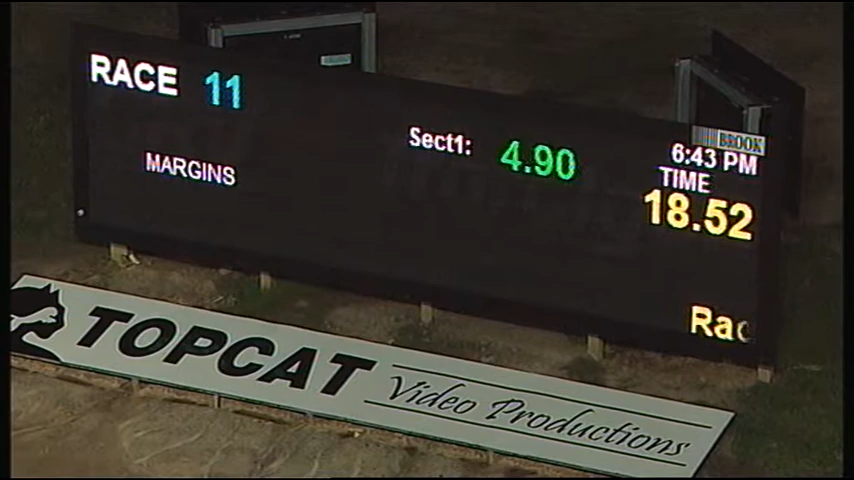 RACE 11
BROOK
6:43 PM
Sect1: 4.90
TIME
MARGINS
18.52
Rac
TOPCAT
Video Productions